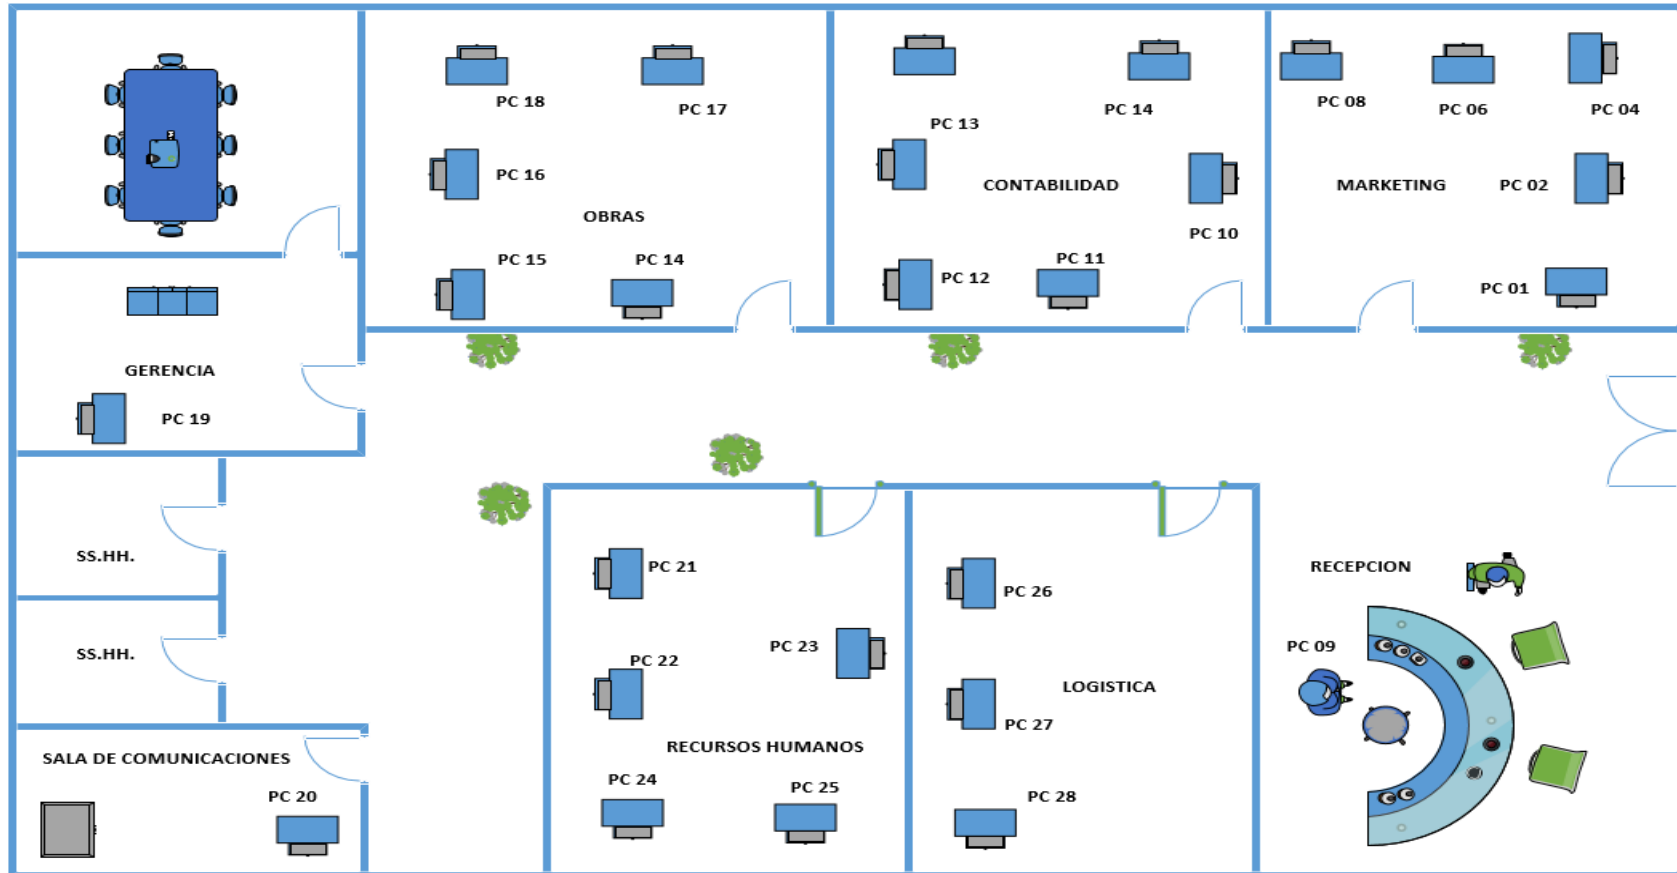 PC 18
PC 17
PC 16
OBRAS
PC 15
PC 14
PC 13
PC 14
CONTABILIDAD
PC 10
PC 12
PC 11
PC 08
PC 06
PC 04
MARKETING
PC 02
PC 01
GERENCIA
PC 19
SS.HH.
SS.HH.
SALA DE COMUNICACIONES
PC 20
PC 21
PC 23
PC 22
RECURSOS HUMANOS
PC 24
PC 25
PC 26
LOGISTICA
PC 27
PC 28
RECEPCION
PC 09